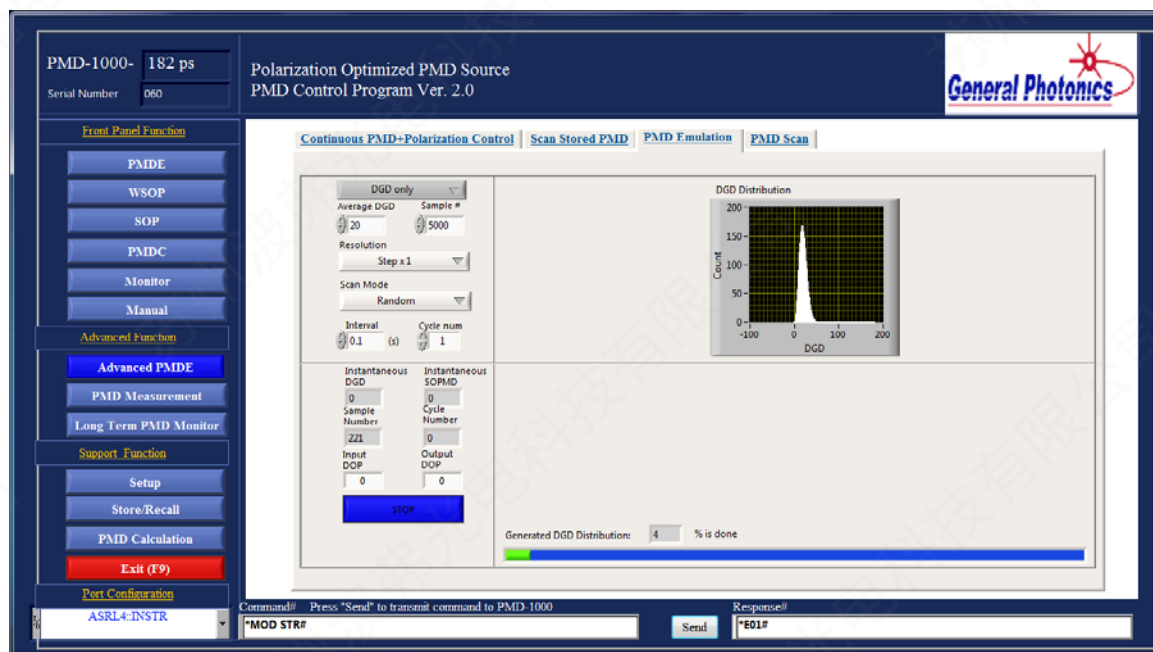 PMD-1000- 182 ps
Serial Number 060
Polarization Optimized PMD Source
PMD Control Program Ver. 2.0
General Photonics
Front Panel Function
PMDE
WSOP
SOP
PMDC
Monitor
Manual
Advanced Function
Advanced PMDE
PMD Measurement
Long Term PMD Monitor
Support Function
Setup
Store/Recall
PMD Calculation
Exit (F9)
Port Configuration
ASRL4::INSTR
Continuous PMD+Polarization Control Scan Stored PMD PMD Emulation PMD Scan
DGD only
Average DGD Sample #
20 5000
Resolution
Step x 1
Scan Mode
Random
Interval Cycle num
0.1 (s) 1
Instantaneous Instantaneous
DGD SOPMD
0 0
Sample Cycle
Number Number
221 0
Input Output
DOP DOP
0 0
STOP
DGD Distribution
200
150
100
50
0
Count
-100 0 100 200
DGD
Generated DGD Distribution: 4 % is done
Command# Press "Send" to transmit command to PMD-1000 Response#
*MOD STR# Send *E01#